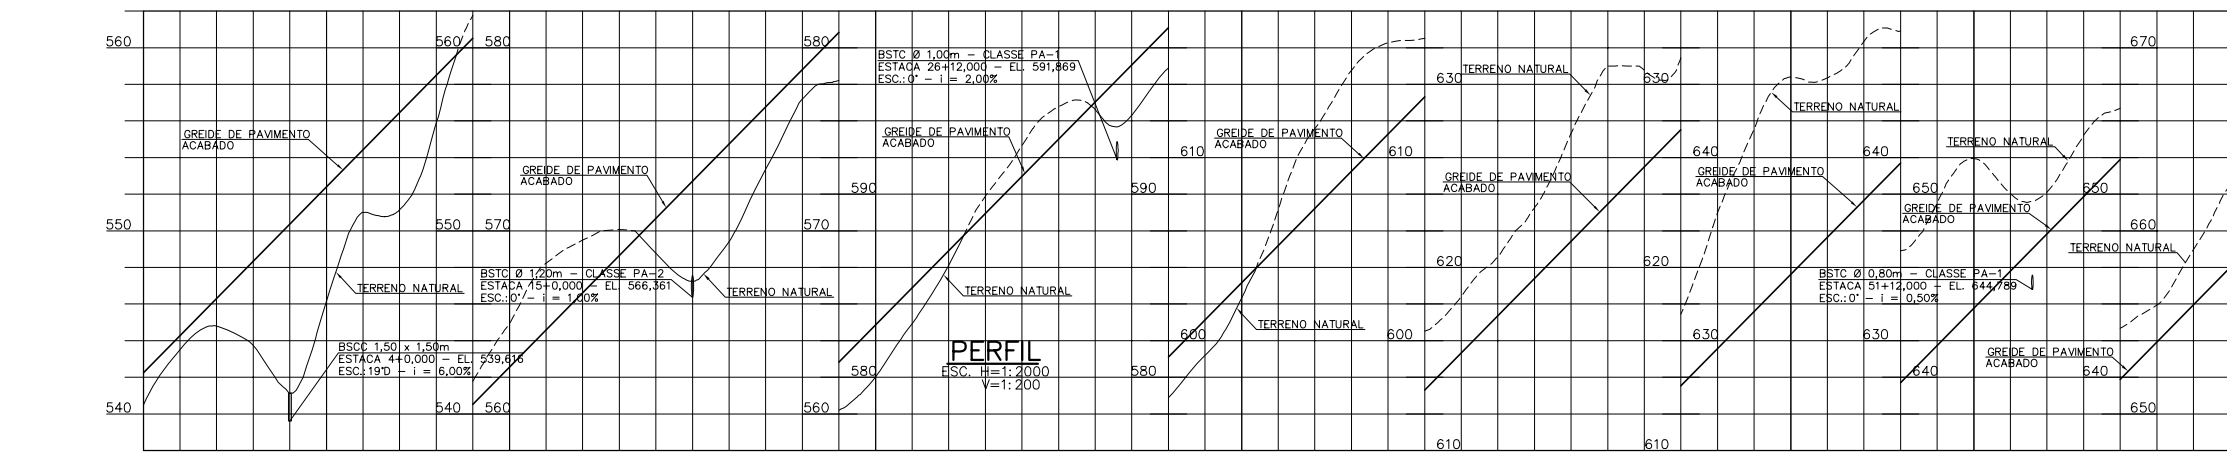 560
560
580
580
670
BSTC Ø 1,00m - CLASSE PA-1
ESTACA 26+12,000 - EL. 591,869
ESC.:0° - i = 2,00%
TERRENO NATURAL
630
630
TERRENO NATURAL
GREIDE DE PAVIMENTO
ACABADO
GREIDE DE PAVIMENTO
ACABADO
GREIDE DE PAVIMENTO
ACABADO
TERRENO NATURAL
610
610
640
640
GREIDE DE PAVIMENTO
ACABADO
GREIDE DE PAVIMENTO
ACABADO
GREIDE DE PAVIMENTO
ACABADO
590
590
650
650
GREIDE DE PAVIMENTO
ACABADO
550
550
570
570
660
TERRENO NATURAL
BSTC Ø 1,20m - CLASSE PA-2
ESTACA 15+0,000 - EL. 566,361
ESC.:0° - i = 1,00%
620
620
BSTC Ø 0,80m - CLASSE PA-1
ESTACA 51+12,000 - EL. 644,789
ESC.:0° - i = 0,50%
TERRENO NATURAL
TERRENO NATURAL
TERRENO NATURAL
TERRENO NATURAL
600
600
630
630
BSCC 1,50 x 1,50m
ESTACA 4+0,000 - EL. 539,616
ESC.:19°D - i = 6,00%
PERFIL
ESC. H=1:2000
V=1:200
GREIDE DE PAVIMENTO
ACABADO
580
580
640
640
540
540
560
560
650
610
610